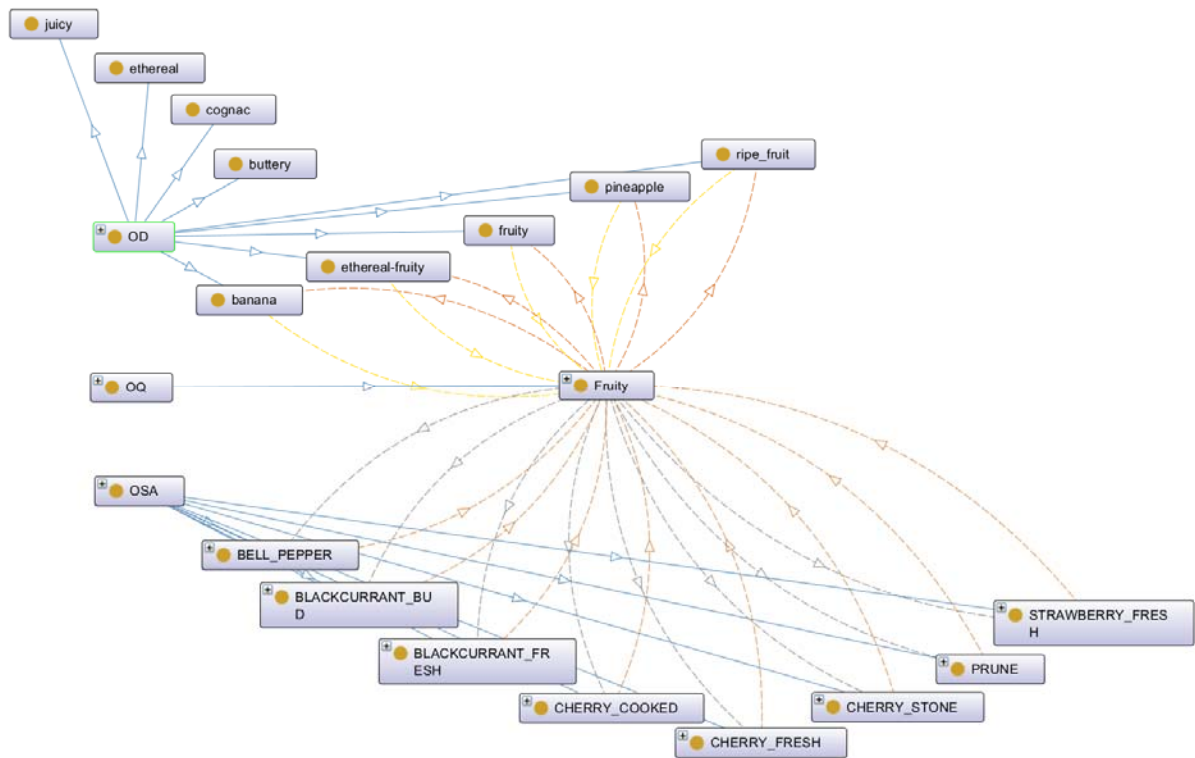 juicy
ethereal
cognac
buttery
ripe_fruit
pineapple
fruity
OD
ethereal-fruity
banana
OQ
Fruity
OSA
BELL_PEPPER
BLACKCURRANT_BU
D
STRAWBERRY_FRES
H
BLACKCURRANT_FR
ESH
PRUNE
CHERRY_COOKED
CHERRY_STONE
CHERRY_FRESH